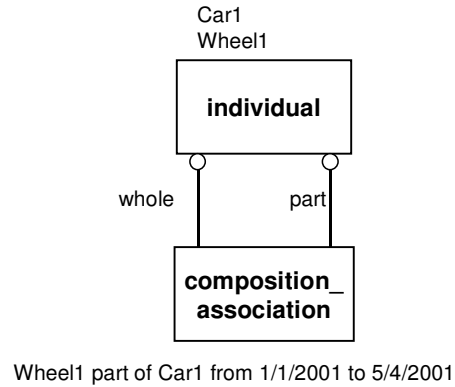 Car1
Wheel1
individual
whole
part
composition_
association
Wheel1 part of Car1 from 1/1/2001 to 5/4/2001